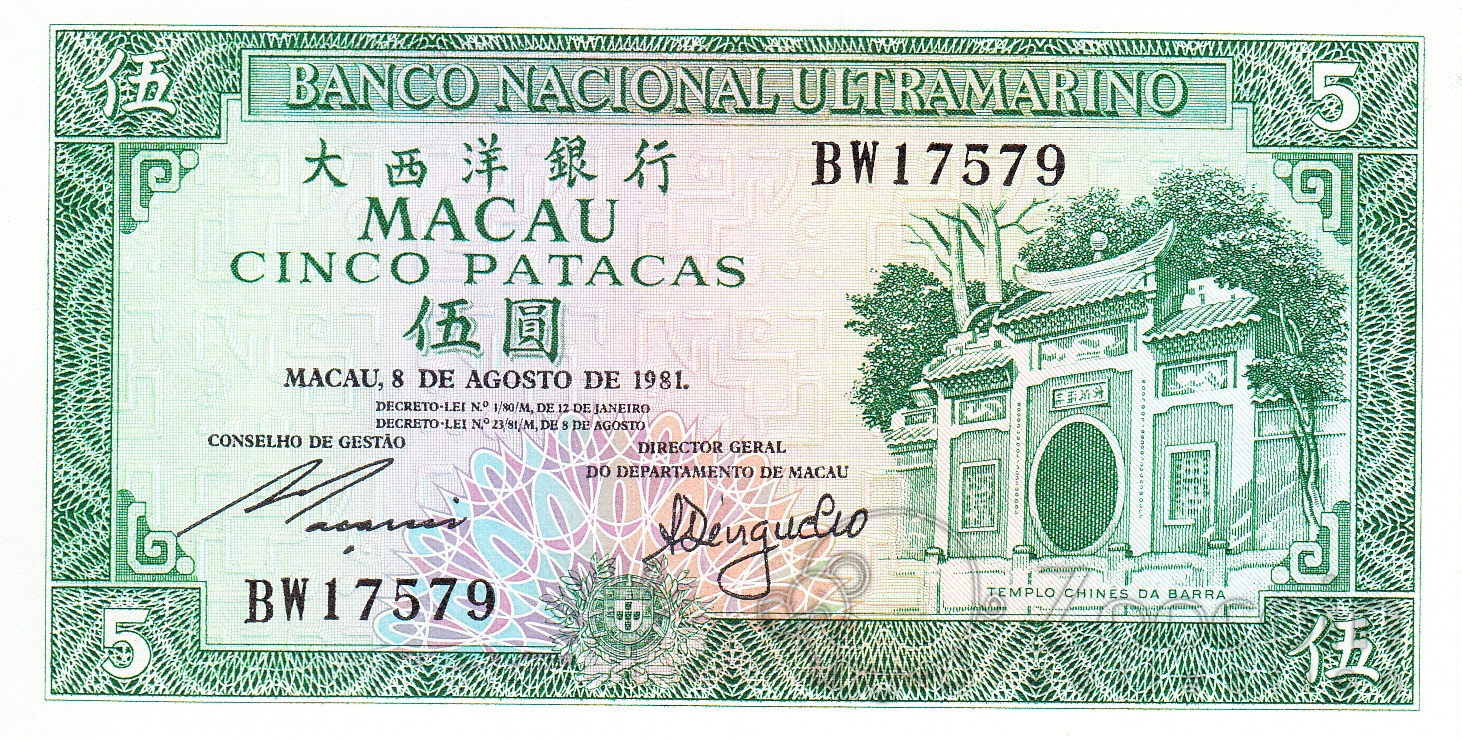 伍
BANCO NACIONAL ULTRAMARINO
5
大西洋銀行
BW17579
MACAU
CINCO PATACAS
伍圓
MACAU, 8 DE AGOSTO DE 1981.
DECRETO-LEI N.º 1/80/M, DE 12 DE JANEIRO
DECRETO-LEI N.º 23/81/M, DE 8 DE AGOSTO
CONSELHO DE GESTÃO
DIRECTOR GERAL
DO DEPARTAMENTO DE MACAU
BW17579
TEMPLO CHINES DA BARRA
5
伍